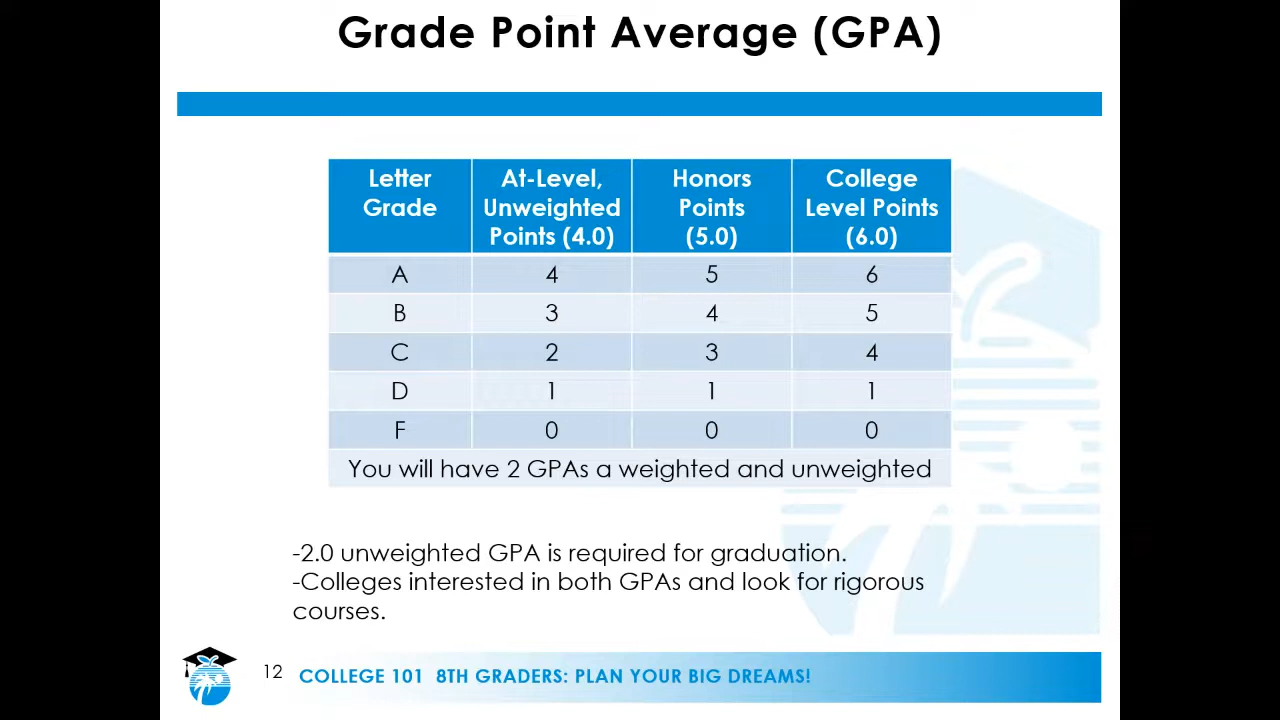 Grade Point Average (GPA)
Letter Grade | At-Level, Unweighted Points (4.0) | Honors Points (5.0) | College Level Points (6.0)
A | 4 | 5 | 6
B | 3 | 4 | 5
C | 2 | 3 | 4
D | 1 | 1 | 1
F | 0 | 0 | 0
You will have 2 GPAs a weighted and unweighted
-2.0 unweighted GPA is required for graduation.
-Colleges interested in both GPAs and look for rigorous
courses.
12 COLLEGE 101 8TH GRADERS: PLAN YOUR BIG DREAMS!